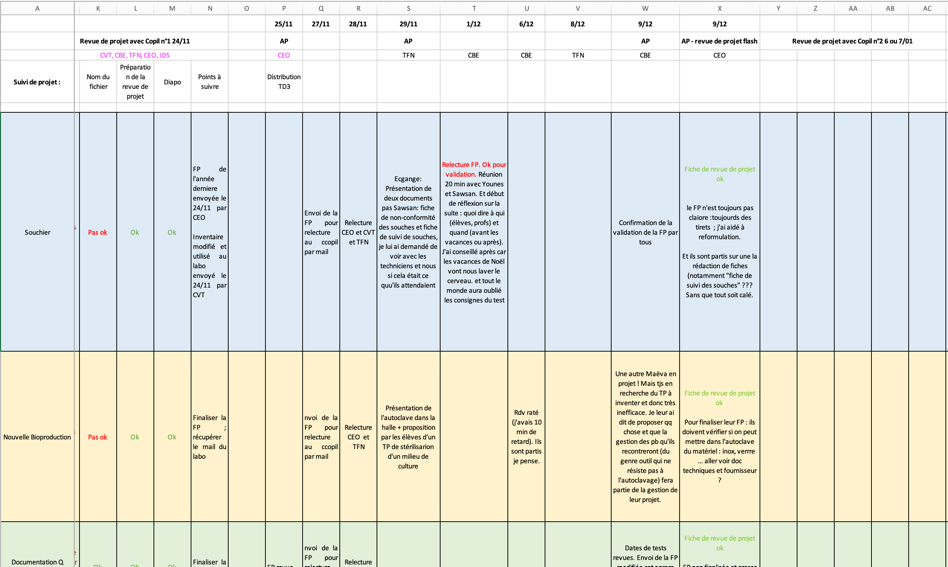 A K L M N O P Q R S T U V W X Y Z AA AB AC
25/11 27/11 28/11 29/11 1/12 6/12 8/12 9/12 9/12
Revue de projet avec Copil n°1 24/11 AP AP AP AP - revue de projet flash Revue de projet avec Copil n°2 6 ou 7/01
CVT, CBE, TFN, CEO, IDS CEO TFN CBE CBE TFN CBE CEO
Suivi de projet :
Nom du
fichier
Préparatio
n de la
revue de
projet
Diapo
Points à
suivre
Distribution
TD3
Souchier
Pas ok
Ok
Ok
FP de
l'année
derniere
envoyée le
24/11 par
CEO
Inventaire
modifié et
utilisé au
labo
envoyé le
24/11 par
CVT
Envoi de la
FP pour
relecture
au ccopil
par mail
Relecture
CEO et CVT
et TFN
Ecgange:
Présentation de
deux documents
pas Sawsan: fiche
de non-conformité
des souches et fiche
de suivi de souches,
je lui ai demandé de
voir avec les
techniciens et nous
si cela était ce
qu'ils attendaient
Relecture FP. Ok pour
validation. Réunion
20 min avec Younes
et Sawsan. Et début
de réflexion sur la
suite : quoi dire à qui
(élèves, profs) et
quand (avant les
vacances ou après).
J'ai conseillé après car
les vacances de Noël
vont nous laver le
cerveau. et tout le
monde aura oublié
les consignes du test
Confirmation de la
validation de la FP par
tous
Fiche de revue de projet
ok
le FP n'est toujours pas
claiore :toujourds des
tirets ; j'ai aidé à
reformulation.
Et ils sont partis sur une la
rédaction de fiches
(notamment "fiche de
suivi des souches" ???
Sans que tout soit calé.
Nouvelle Bioproduction
Pas ok
Ok
Ok
Finaliser la
FP ;
récupérer
le mail du
labo
nvoi de la
FP pour
relecture
au ccopil
par mail
Relecture
CEO et
TFN
Présentation de
l'autoclave dans la
halle + proposition
par les élèves d'un
TP de stérilisarion
d'un milieu de
culture
Rdv raté
(j'avais 10
min de
retard). Ils
sont partis
je pense.
Une autre Maëva en
projet ! Mais tjs en
recherche du TP à
inventer et donc très
inefficace. Je leur ai
dit de proposer qq
chose et que la
gestion des pb qu'ils
recontreront (du
genre outil qui ne
résiste pas à
l'autoclavage) fera
partie de la gestion de
leur projet.
Fiche de revue de projet
ok
Pour finaliser leur FP : ils
doivent vérifier si on peut
mettre dans l'autoclave
du matériel : inox, verrre
... aller voir doc
techniques et fournisseur
?
Documentation Q
Finaliser la
nvoi de la
FP pour
Relecture
Dates de tests
revues. Envoi de la FP
Fiche de revue de projet
ok